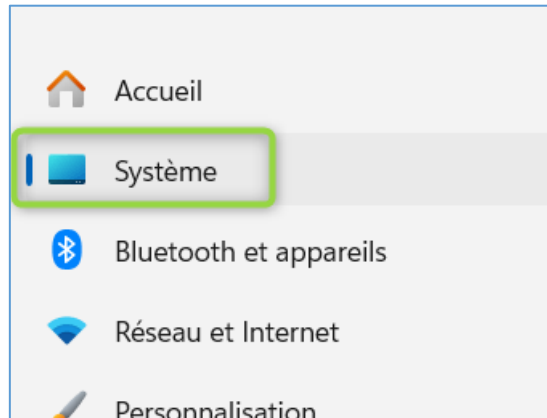 Accueil
Système
Bluetooth et appareils
Réseau et Internet
Personnalisation